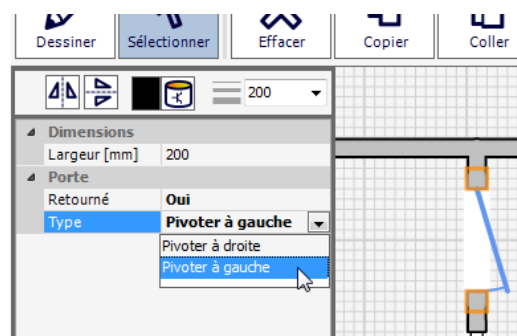 Dessiner Sélectionner Effacer Copier Coller
200
Dimensions
Largeur [mm] 200
Porte
Retourné Oui
Type Pivoter à gauche
Pivoter à droite
Pivoter à gauche